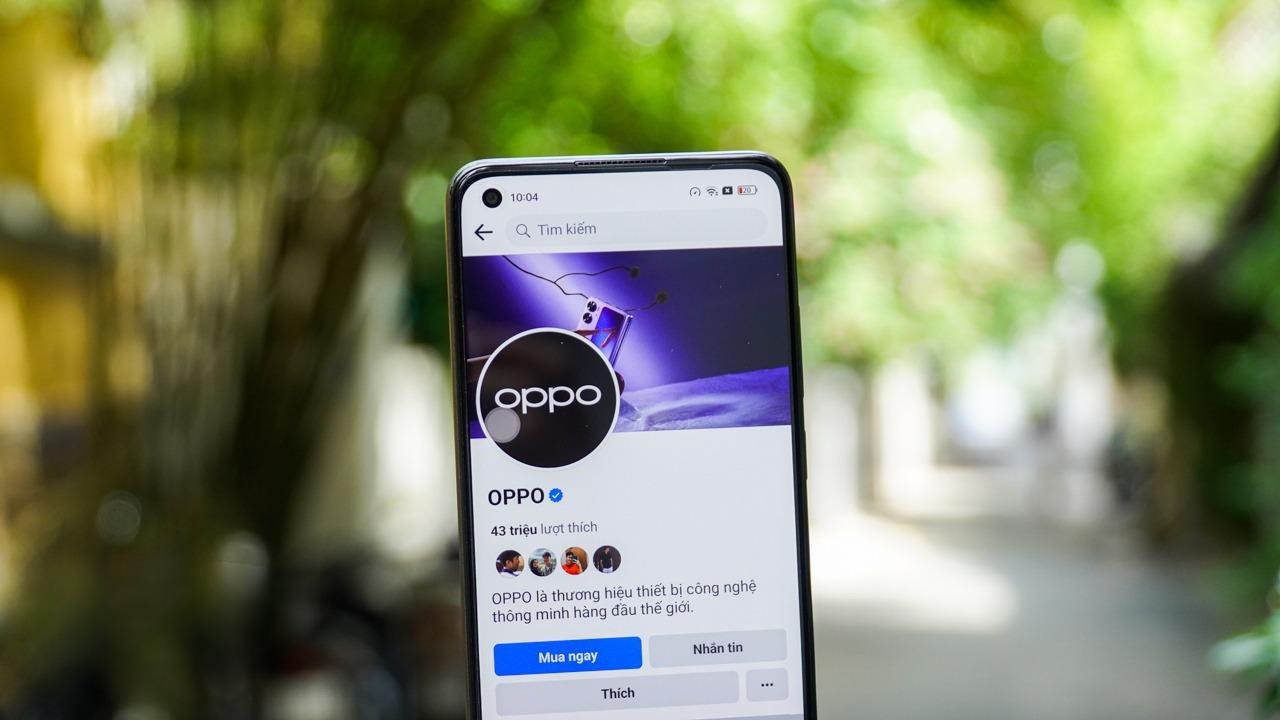 10:04
20
Tìm kiếm
oppo
OPPO
43 triệu lượt thích
OPPO là thương hiệu thiết bị công nghệ
thông minh hàng đầu thế giới.
Mua ngay
Nhắn tin
Thích